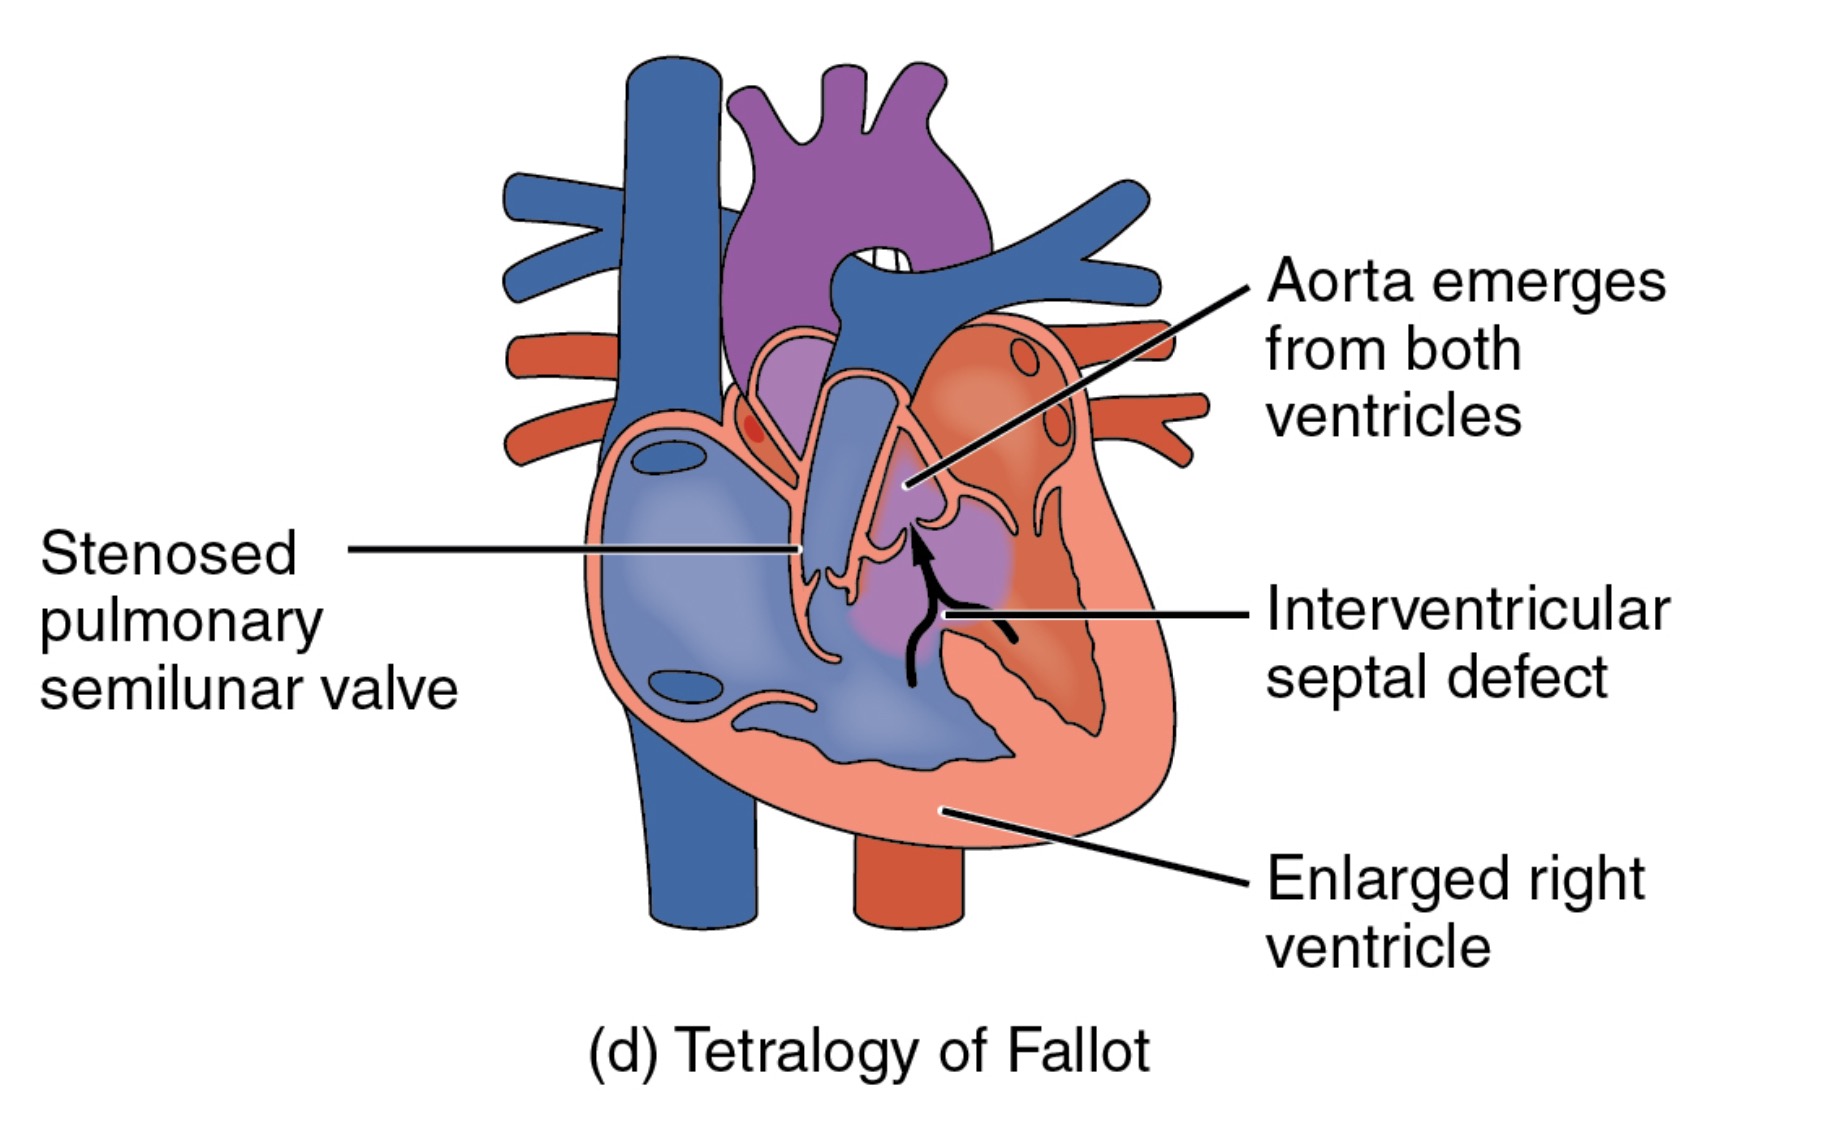 Aorta emerges
from both
ventricles
Stenosed
pulmonary
semilunar valve
Interventricular
septal defect
Enlarged right
ventricle
(d) Tetralogy of Fallot